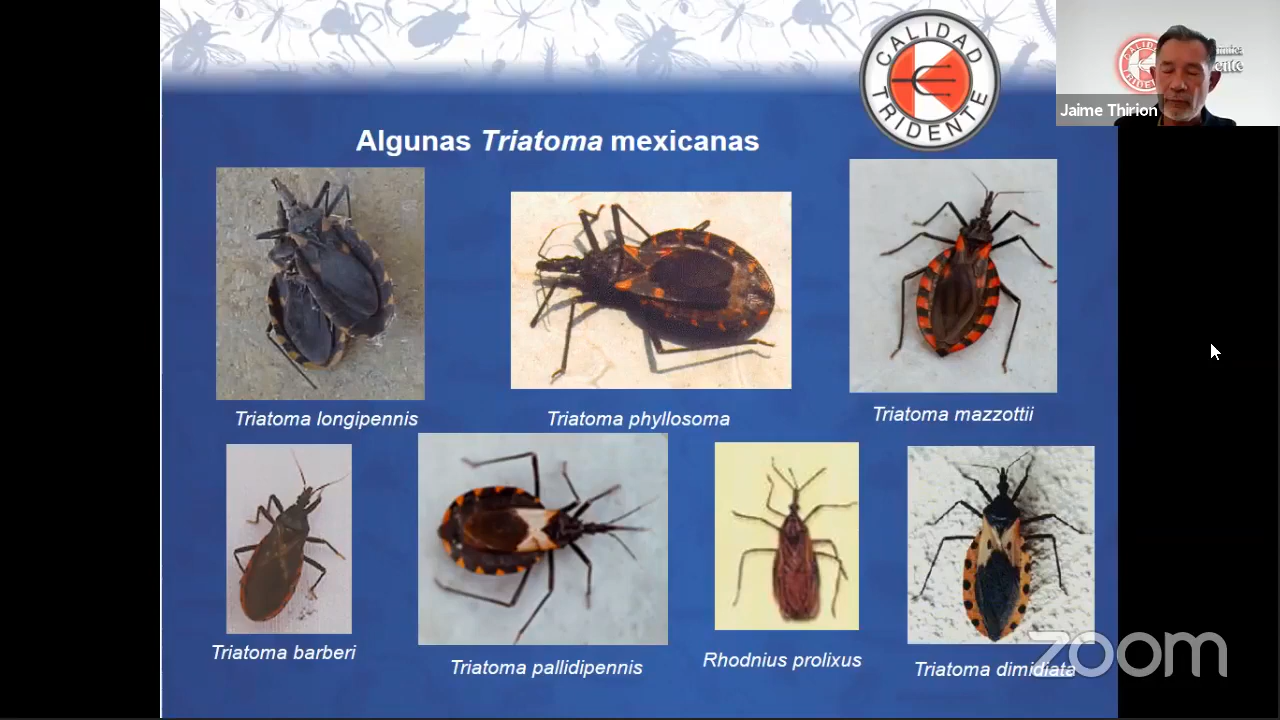 CALIDAD
TRIDENTE
Jaime Thirion
Algunas Triatoma mexicanas
Triatoma longipennis
Triatoma phyllosoma
Triatoma mazzottii
Triatoma barberi
Triatoma pallidipennis
Rhodnius prolixus
Triatoma dimidiata
zoom